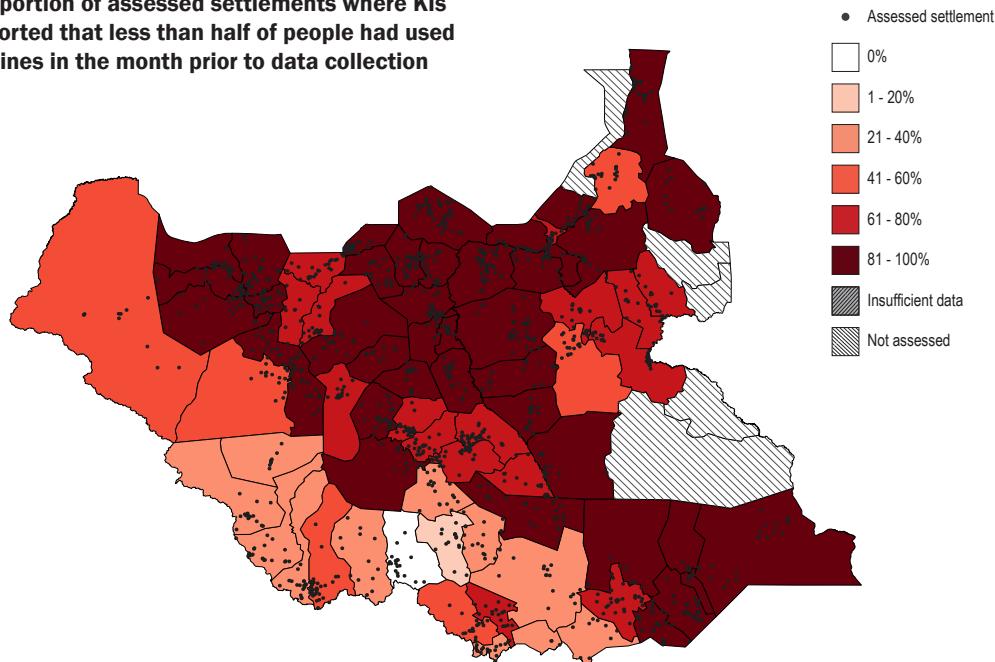 portion of assessed settlements where KIs
orted that less than half of people had used
ines in the month prior to data collection
Assessed settlement
0%
1 - 20%
21 - 40%
41 - 60%
61 - 80%
81 - 100%
Insufficient data
Not assessed